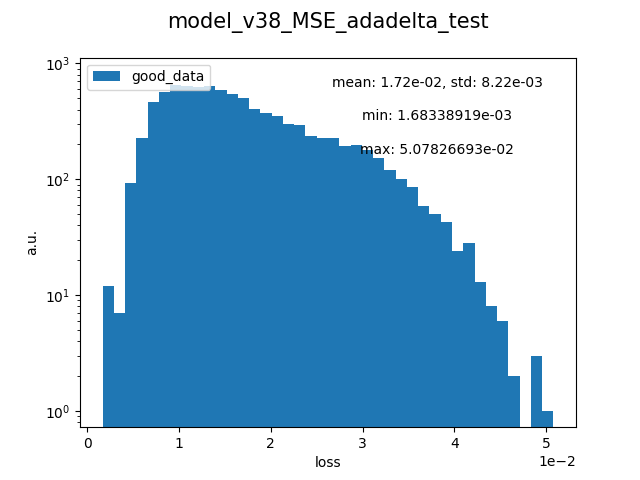 model_v38_MSE_adadelta_test
good_data
mean: 1.72e-02, std: 8.22e-03
min: 1.68338919e-03
max: 5.07826693e-02
a.u.
10³
10²
10¹
10⁰
0 1 2 3 4 5
1e−2
loss